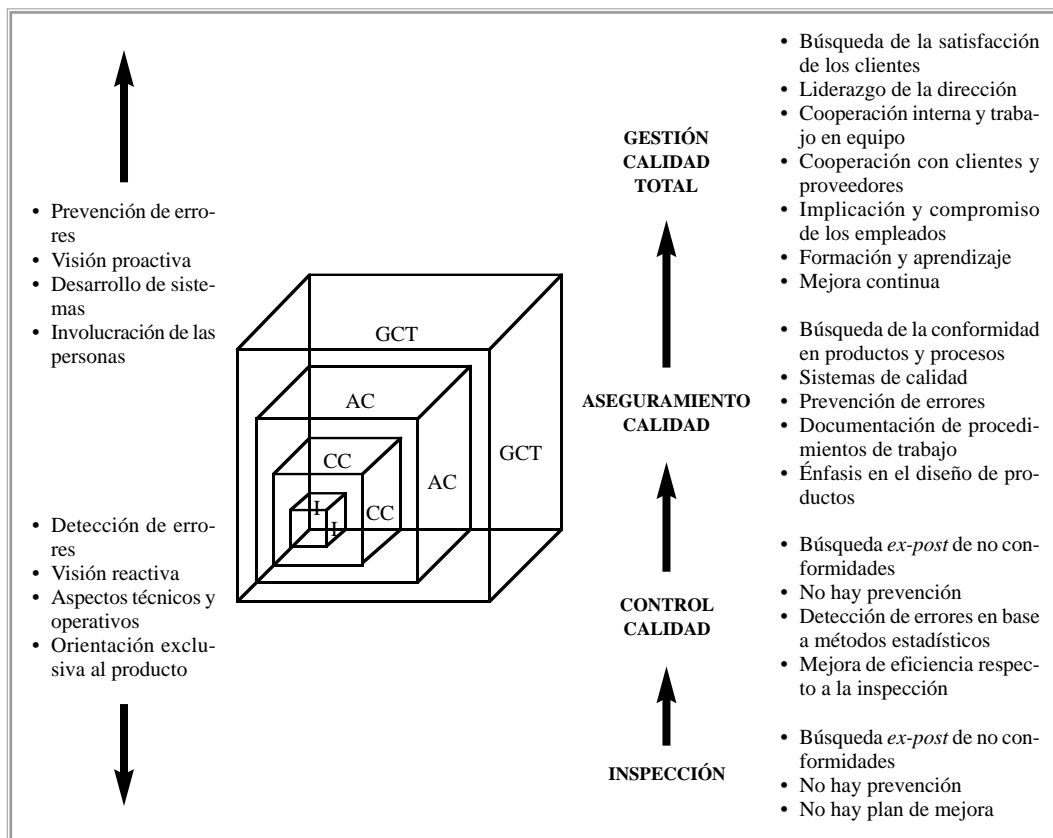 • Prevención de erro-
res
• Visión proactiva
• Desarrollo de siste-
mas
• Involucración de las
personas
• Detección de erro-
res
• Visión reactiva
• Aspectos técnicos y
operativos
• Orientación exclu-
siva al producto
GCT
AC
CC
I
GCT
AC
CC
I
GESTIÓN
CALIDAD
TOTAL
ASEGURAMIENTO
CALIDAD
CONTROL
CALIDAD
INSPECCIÓN
• Búsqueda de la satisfacción
de los clientes
• Liderazgo de la dirección
• Cooperación interna y traba-
jo en equipo
• Cooperación con clientes y
proveedores
• Implicación y compromiso
de los empleados
• Formación y aprendizaje
• Mejora continua
• Búsqueda de la conformidad
en productos y procesos
• Sistemas de calidad
• Prevención de errores
• Documentación de procedi-
mientos de trabajo
• Énfasis en el diseño de pro-
ductos
• Búsqueda ex-post de no con-
formidades
• No hay prevención
• Detección de errores en base
a métodos estadísticos
• Mejora de eficiencia respec-
to a la inspección
• Búsqueda ex-post de no con-
formidades
• No hay prevención
• No hay plan de mejora